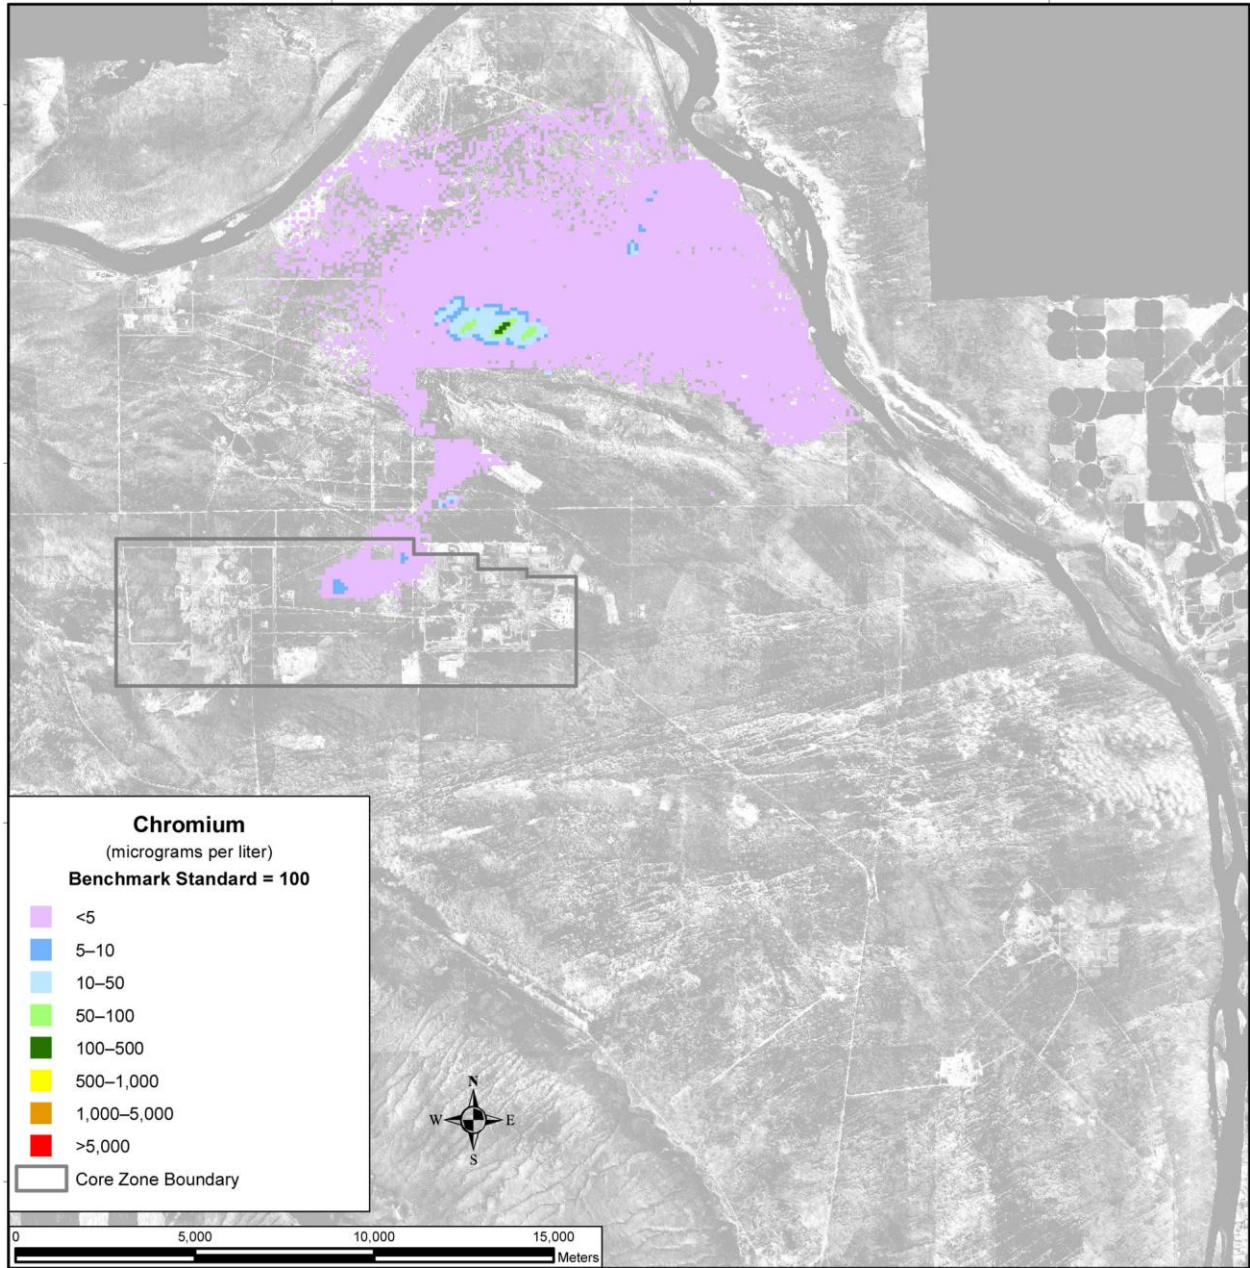 Chromium
(micrograms per liter)
Benchmark Standard = 100
<5
5–10
10–50
50–100
100–500
500–1,000
1,000–5,000
>5,000
Core Zone Boundary
N
W E
S
0 5,000 10,000 15,000
Meters